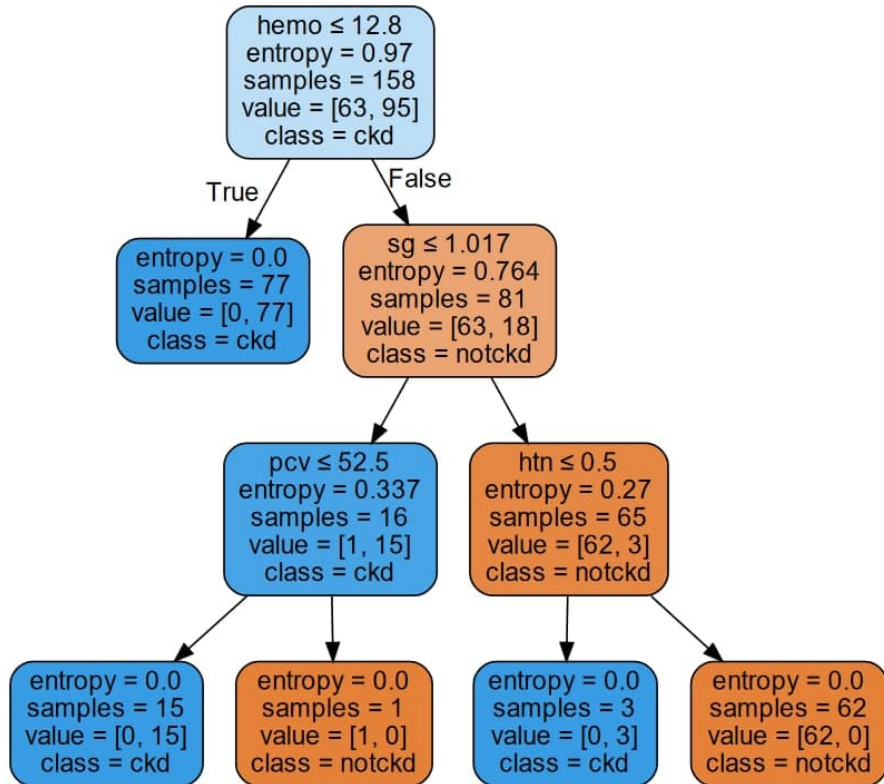 hemo ≤ 12.8
entropy = 0.97
samples = 158
value = [63, 95]
class = ckd
True
False
entropy = 0.0
samples = 77
value = [0, 77]
class = ckd
sg ≤ 1.017
entropy = 0.764
samples = 81
value = [63, 18]
class = notckd
pcv ≤ 52.5
entropy = 0.337
samples = 16
value = [1, 15]
class = ckd
htn ≤ 0.5
entropy = 0.27
samples = 65
value = [62, 3]
class = notckd
entropy = 0.0
samples = 15
value = [0, 15]
class = ckd
entropy = 0.0
samples = 1
value = [1, 0]
class = notckd
entropy = 0.0
samples = 3
value = [0, 3]
class = ckd
entropy = 0.0
samples = 62
value = [62, 0]
class = notckd